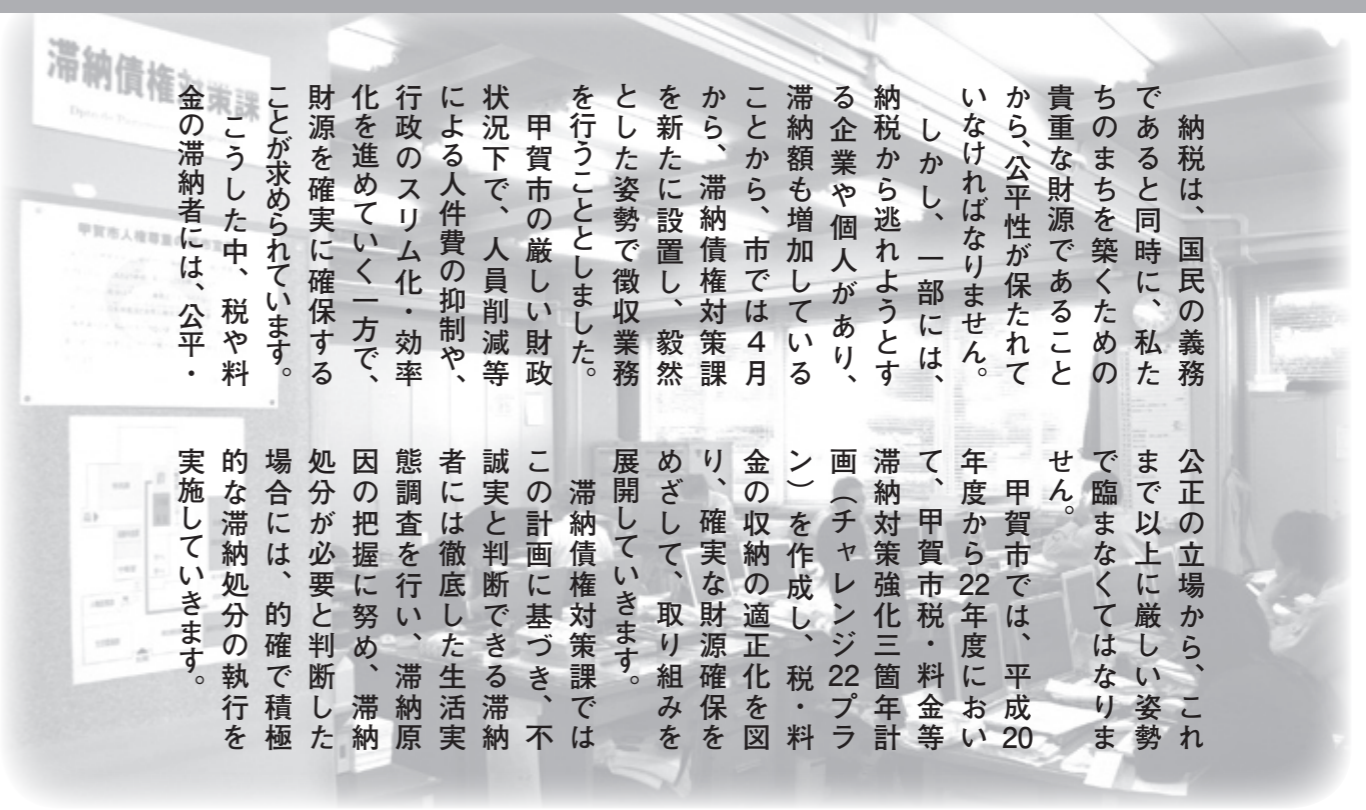 滞納債権対策課
甲賀市人権尊重の
納税は、国民の義務
であると同時に、私た
ちのまちを築くための
貴重な財源であること
から、公平性が保たれて
いなければなりません。
しかし、一部には、
納税から逃れようとす
る企業や個人があり、
滞納額も増加している
ことから、市では４月
から、滞納債権対策課
を新たに設置し、毅然
とした姿勢で徴収業務
を行うこととしました。
甲賀市の厳しい財政
状況下で、人員削減等
による人件費の抑制や、
行政のスリム化・効率
化を進めていく一方で、
財源を確実に確保する
ことが求められています。
こうした中、税や料
金の滞納者には、公平・
公正の立場から、これ
まで以上に厳しい姿勢
で臨まなくてはなりま
せん。
甲賀市では、平成20
年度から22年度におい
て、甲賀市税・料金等
滞納対策強化三箇年計
画（チャレンジ22プラ
ン）を作成し、税・料
金の収納の適正化を図
り、確実な財源確保を
めざして、取り組みを
展開していきます。
滞納債権対策課では
この計画に基づき、不
誠実と判断できる滞納
者には徹底した生活実
態調査を行い、滞納原
因の把握に努め、滞納
処分が必要と判断した
場合には、的確で積極
的な滞納処分の執行を
実施していきます。